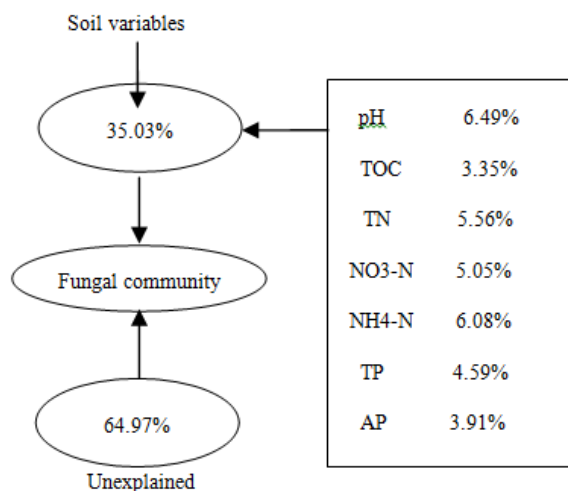 Soil variables
35.03%
Fungal community
64.97%
Unexplained
pH 6.49%
TOC 3.35%
TN 5.56%
NO3-N 5.05%
NH4-N 6.08%
TP 4.59%
AP 3.91%